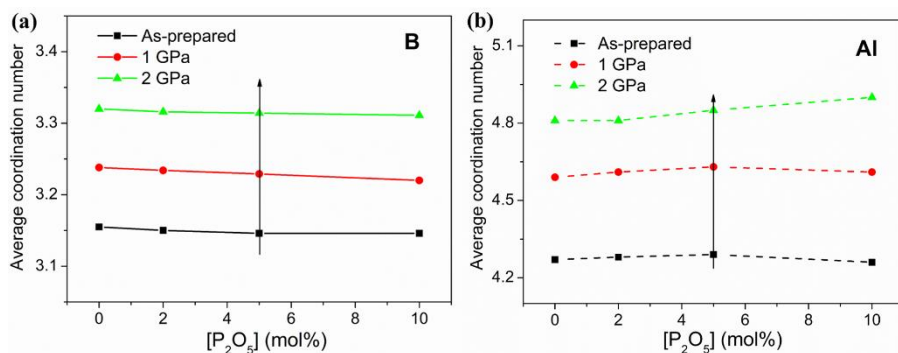 (a)
B
As-prepared
1 GPa
2 GPa
Average coordination number
3.4
3.3
3.2
3.1
0 2 4 6 8 10
[P₂O₅] (mol%)
(b)
Al
As-prepared
1 GPa
2 GPa
Average coordination number
5.1
4.8
4.5
4.2
0 2 4 6 8 10
[P₂O₅] (mol%)